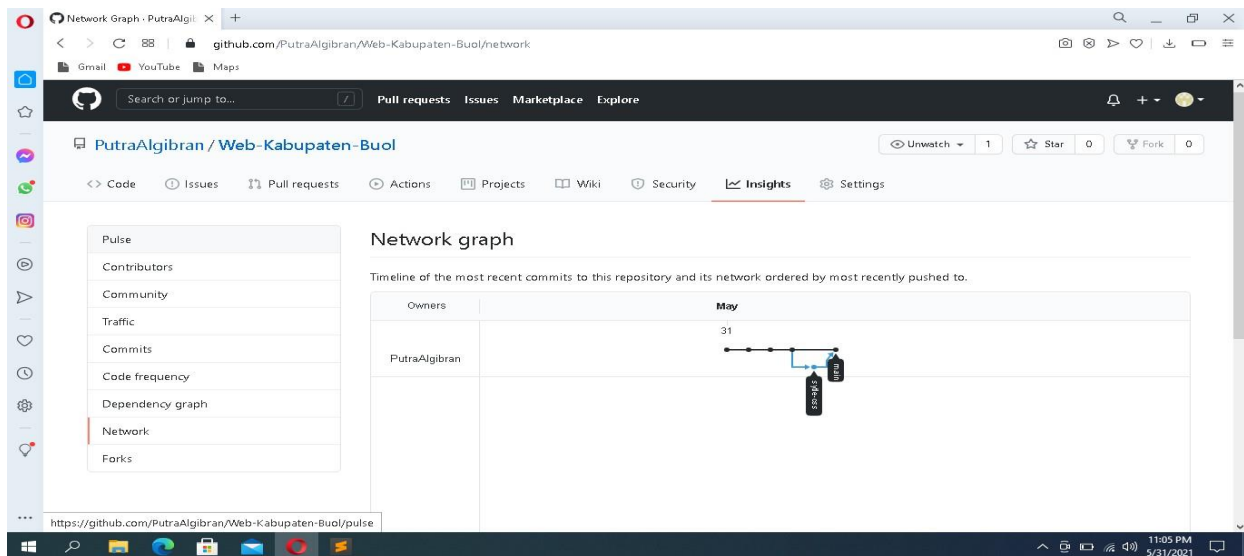 Network Graph · PutraAlgib
github.com/PutraAlgibran/Web-Kabupaten-Buol/network
Gmail YouTube Maps
Search or jump to... / Pull requests Issues Marketplace Explore
PutraAlgibran / Web-Kabupaten-Buol
Unwatch 1 Star 0 Fork 0
Code Issues Pull requests Actions Projects Wiki Security Insights Settings
Pulse
Contributors
Community
Traffic
Commits
Code frequency
Dependency graph
Network
Forks
Network graph
Timeline of the most recent commits to this repository and its network ordered by most recently pushed to.
Owners May
31
PutraAlgibran
main
https://github.com/PutraAlgibran/Web-Kabupaten-Buol/pulse
11:05 PM
5/31/2021